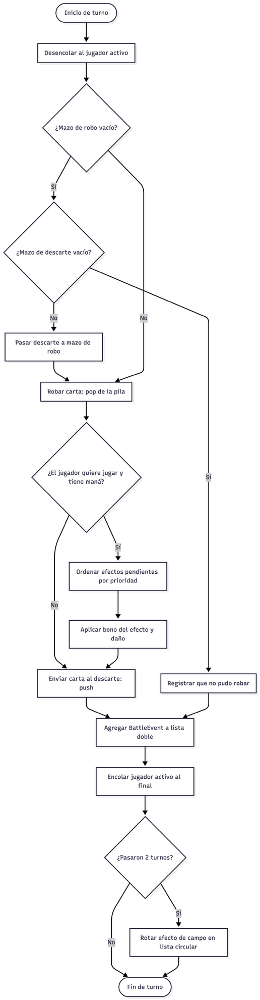 Inicio de turno
Desencolar al jugador activo
¿Mazo de robo vacío?
Sí
¿Mazo de descarte vacío?
No
No
Pasar descarte a mazo de
robo
Robar carta: pop de la pila
¿El jugador quiere jugar y
tiene maná?
Sí
Sí
Ordenar efectos pendientes
por prioridad
No
Aplicar bono del efecto y
daño
Enviar carta al descarte:
push
Registrar que no pudo robar
Agregar BattleEvent a lista
doble
Encolar jugador activo al
final
¿Pasaron 2 turnos?
Sí
No
Rotar efecto de campo en
lista circular
Fin de turno